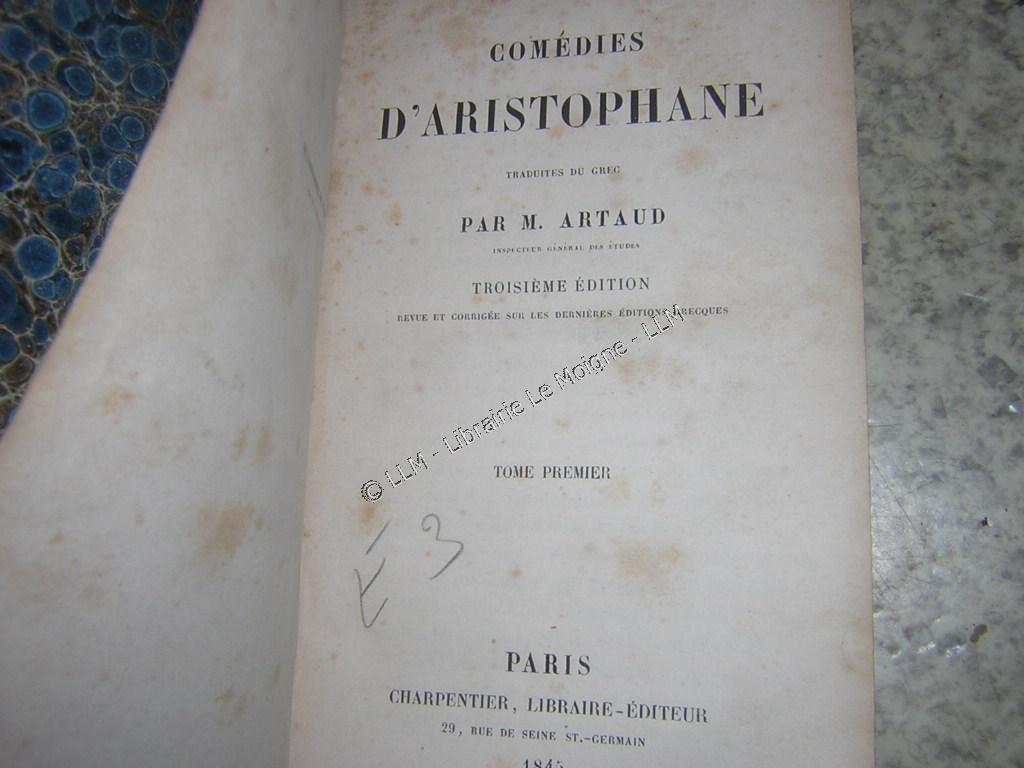 COMÉDIES
D'ARISTOPHANE
TRADUITES DU GREC
PAR M. ARTAUD
INSPECTEUR GÉNÉRAL DES ÉTUDES
TROISIÈME ÉDITION
REVUE ET CORRIGÉE SUR LES DERNIÈRES ÉDITIONS GRECQUES
© LLM - Librairie Le Moigne - LLM
TOME PREMIER
É 3
PARIS
CHARPENTIER, LIBRAIRE-ÉDITEUR
29, RUE DE SEINE ST.-GERMAIN
1845